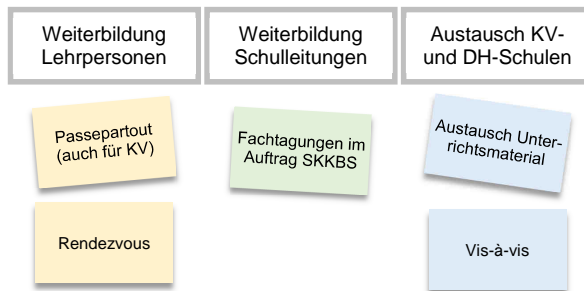 Weiterbildung
Lehrpersonen
Weiterbildung
Schulleitungen
Austausch KV-
und DH-Schulen
Passepartout
(auch für KV)
Fachtagungen im
Auftrag SKKBS
Austausch Unter-
richtsmaterial
Rendezvous
Vis-à-vis